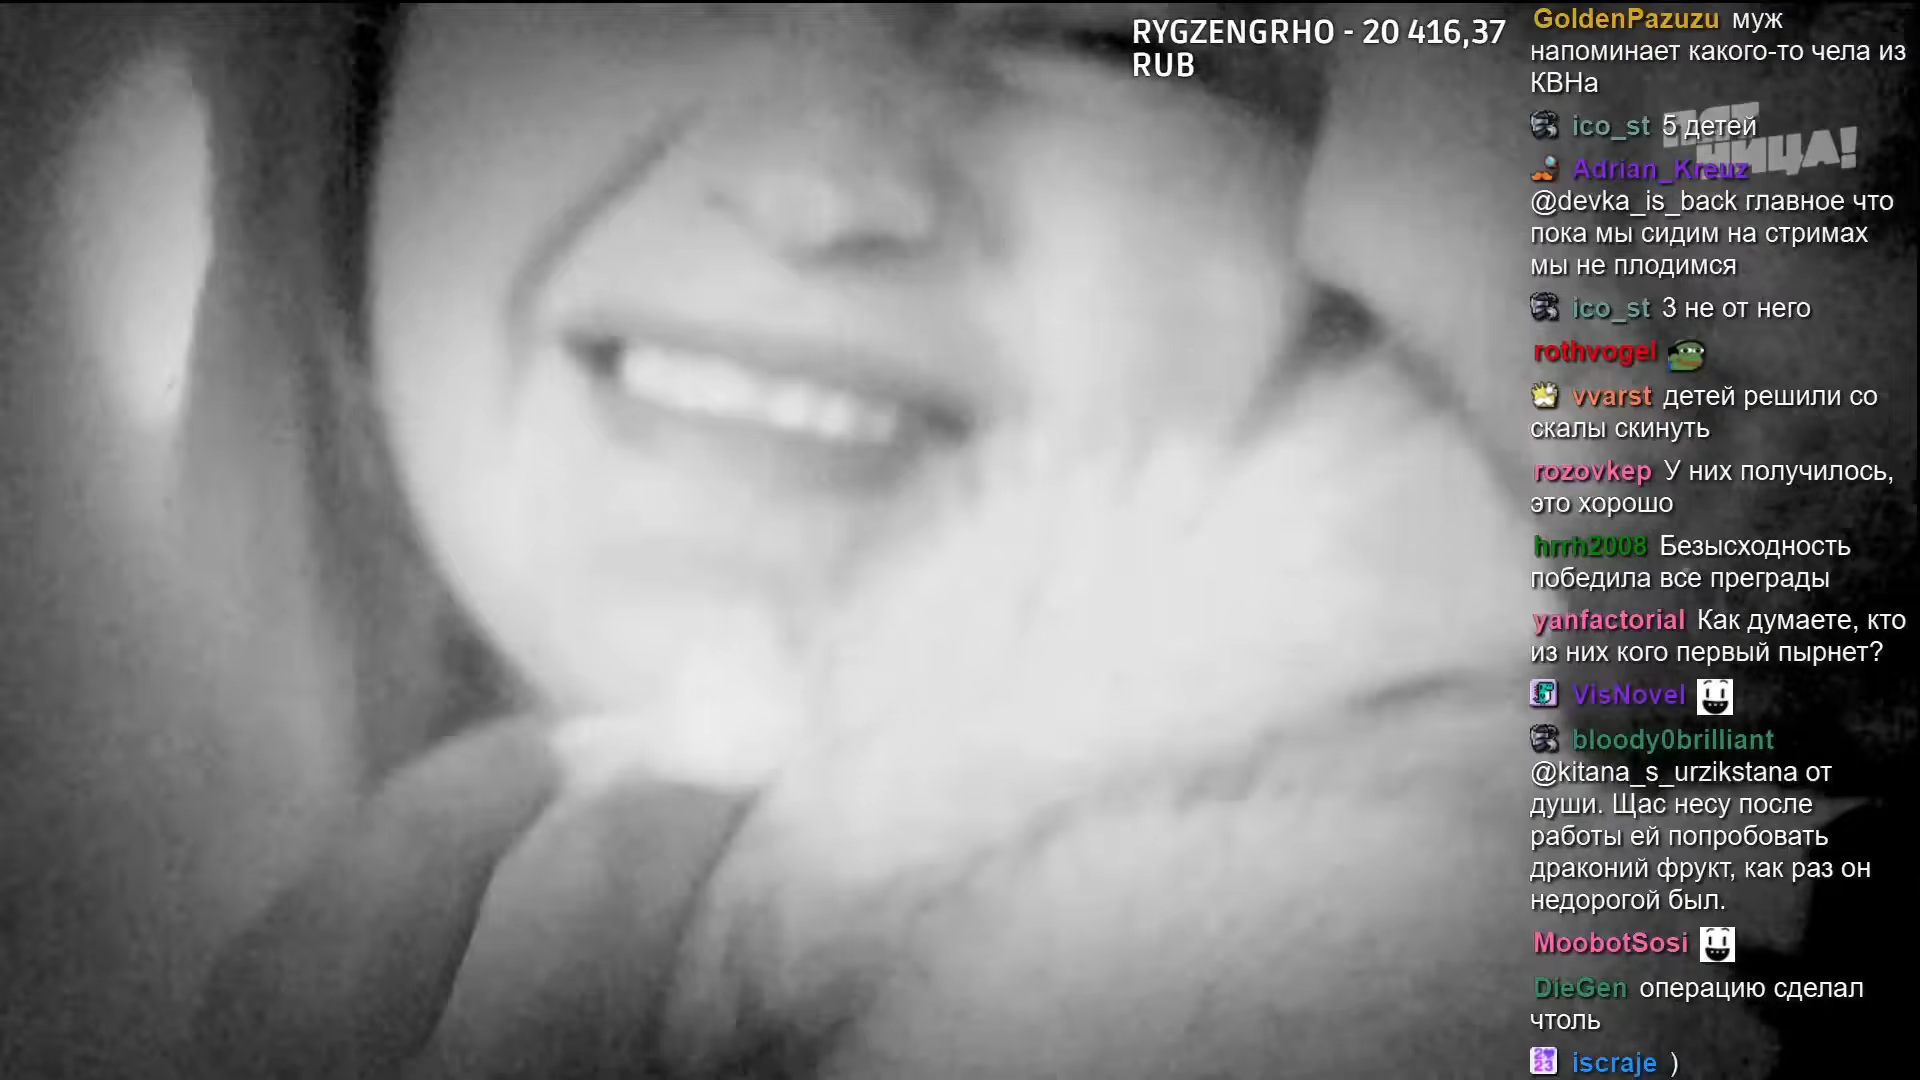 RYGZENGRHO - 20 416,37
RUB
GoldenPazuzu муж
напоминает какого-то чела из
КВНа
ico_st 5 детей
ПЯТ
НИЦА!
Adrian_Kreuz
@devka_is_back главное что
пока мы сидим на стримах
мы не плодимся
ico_st 3 не от него
rothvogel
vvarst детей решили со
скалы скинуть
rozovkep У них получилось,
это хорошо
hrrh2008 Безысходность
победила все преграды
yanfactorial Как думаете, кто
из них кого первый пырнет?
VisNovel
bloody0brilliant
@kitana_s_urzikstana от
души. Щас несу после
работы ей попробовать
драконий фрукт, как раз он
недорогой был.
MoobotSosi
DieGen операцию сделал
чтоль
iscraje )